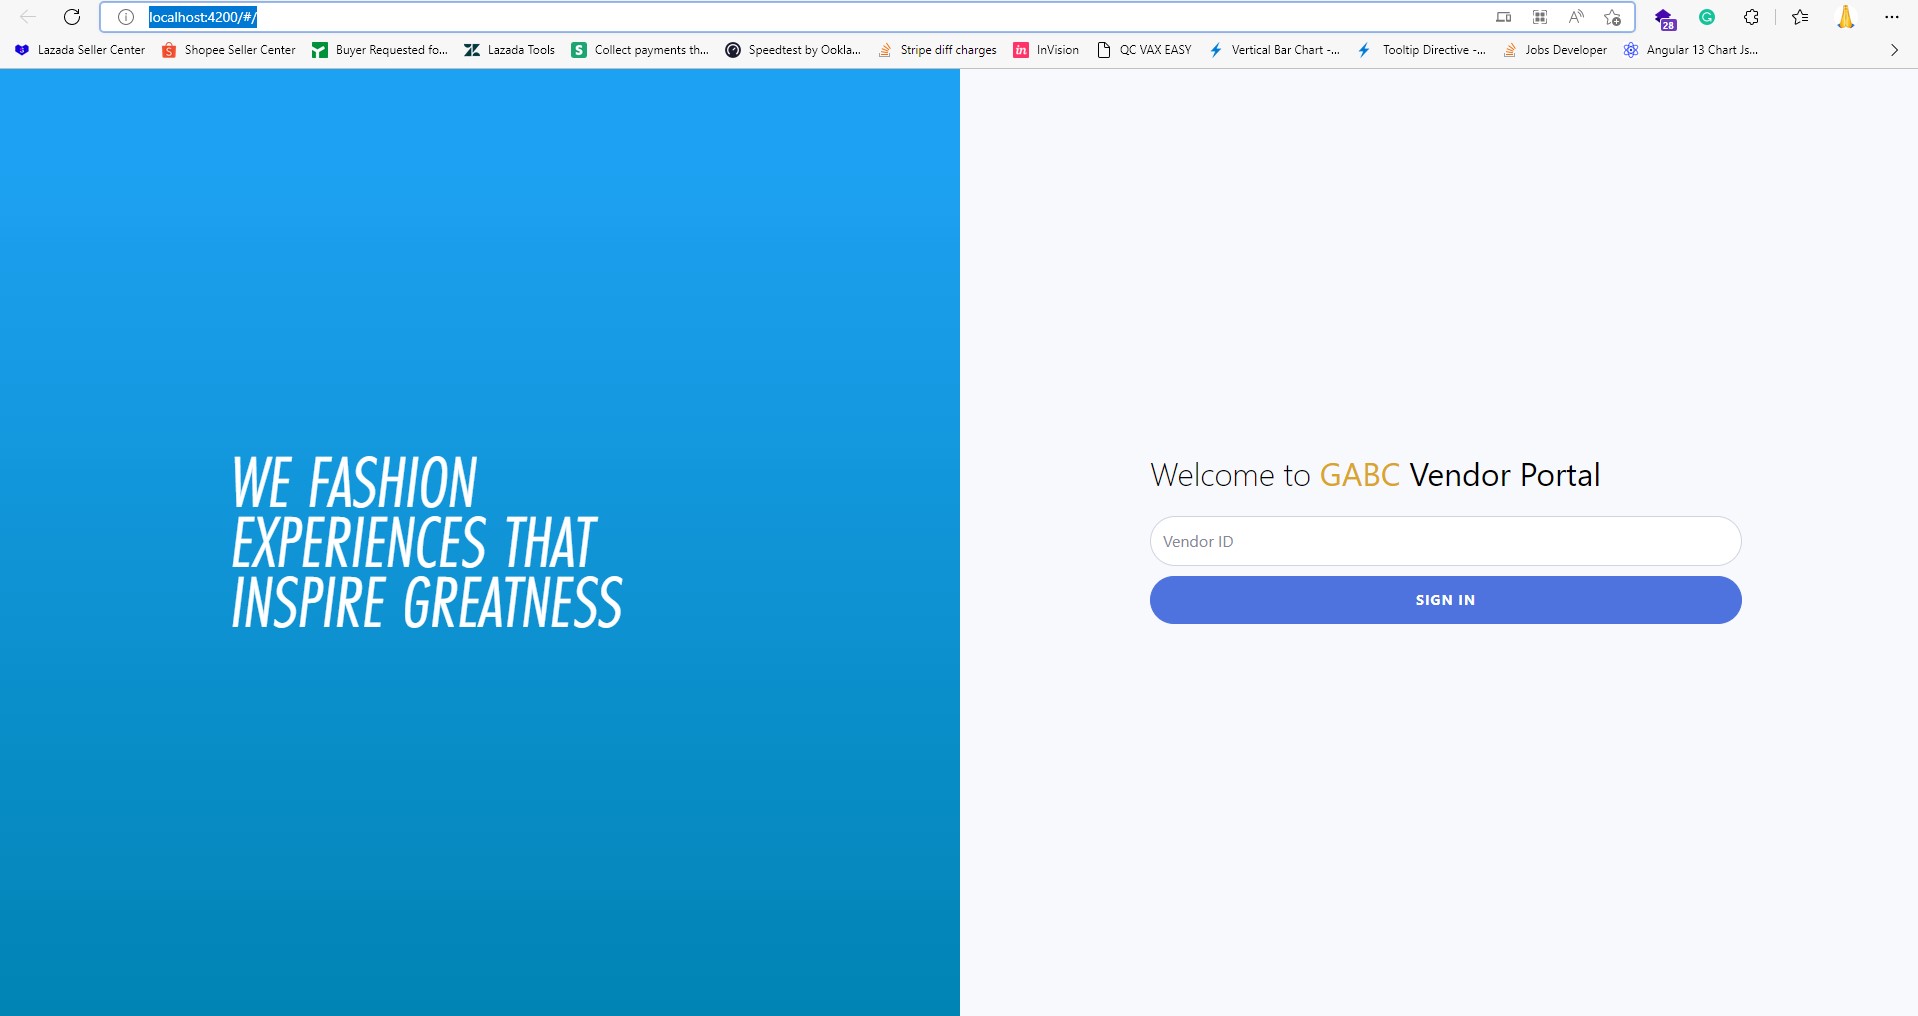 localhost:4200/#/
28
Lazada Seller Center
Shopee Seller Center
Buyer Requested fo...
Lazada Tools
Collect payments th...
Speedtest by Ookla...
Stripe diff charges
InVision
QC VAX EASY
Vertical Bar Chart -...
Tooltip Directive -...
Jobs Developer
Angular 13 Chart Js...
WE FASHION
EXPERIENCES THAT
INSPIRE GREATNESS
Welcome to GABC Vendor Portal
Vendor ID
SIGN IN